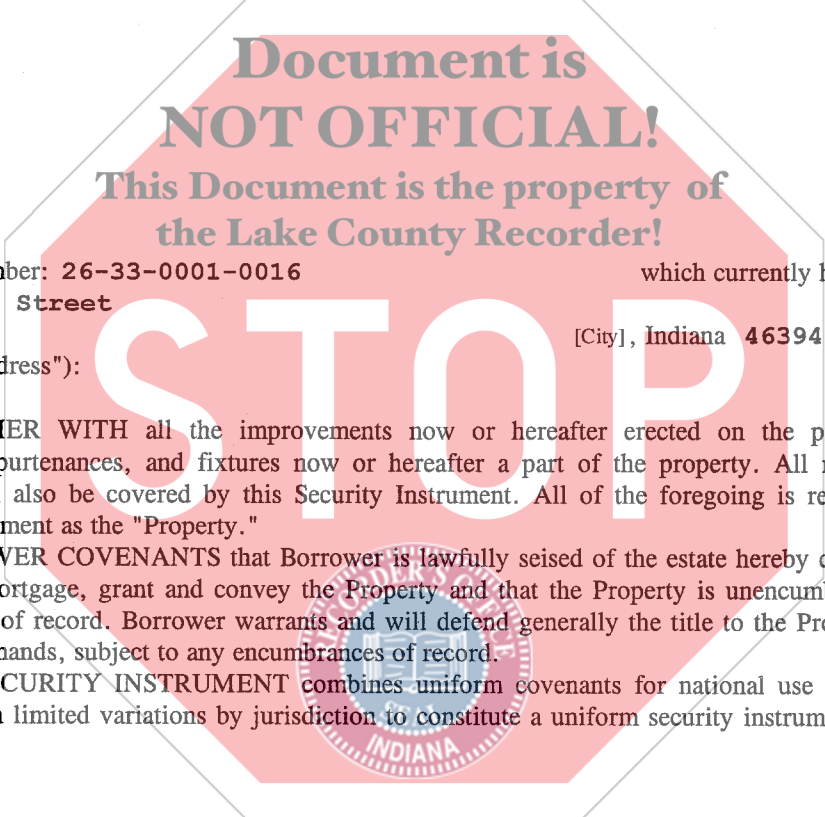 Document is
NOT OFFICIAL!
This Document is the property of
the Lake County Recorder!
ber: 26-33-0001-0016 which currently h
Street
[City], Indiana 46394
dress"):
STOP
ER WITH all the improvements now or hereafter erected on the p
purtenances, and fixtures now or hereafter a part of the property. All r
also be covered by this Security Instrument. All of the foregoing is re
ment as the "Property."
VER COVENANTS that Borrower is lawfully seised of the estate hereby c
ortgage, grant and convey the Property and that the Property is unencumb
of record. Borrower warrants and will defend generally the title to the Pro
nands, subject to any encumbrances of record.
CURITY INSTRUMENT combines uniform covenants for national use
limited variations by jurisdiction to constitute a uniform security instrum
RECORDER'S OFFICE
SEAL
INDIANA